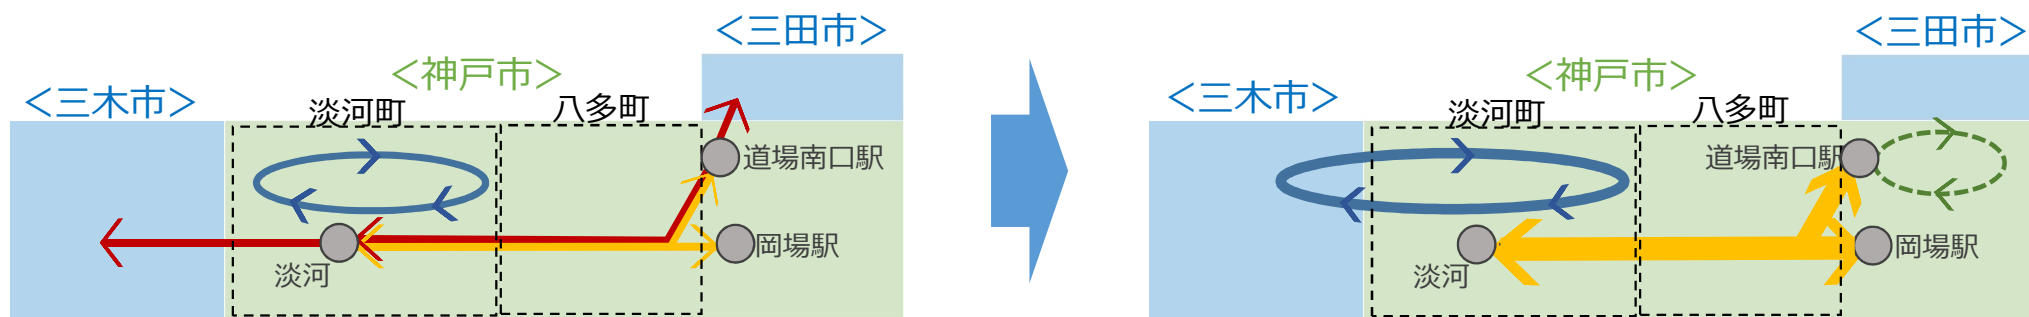 ＜三田市＞
＜神戸市＞
＜三木市＞
淡河町
八多町
道場南口駅
岡場駅
淡河
＜三田市＞
＜神戸市＞
＜三木市＞
淡河町
八多町
道場南口駅
岡場駅
淡河